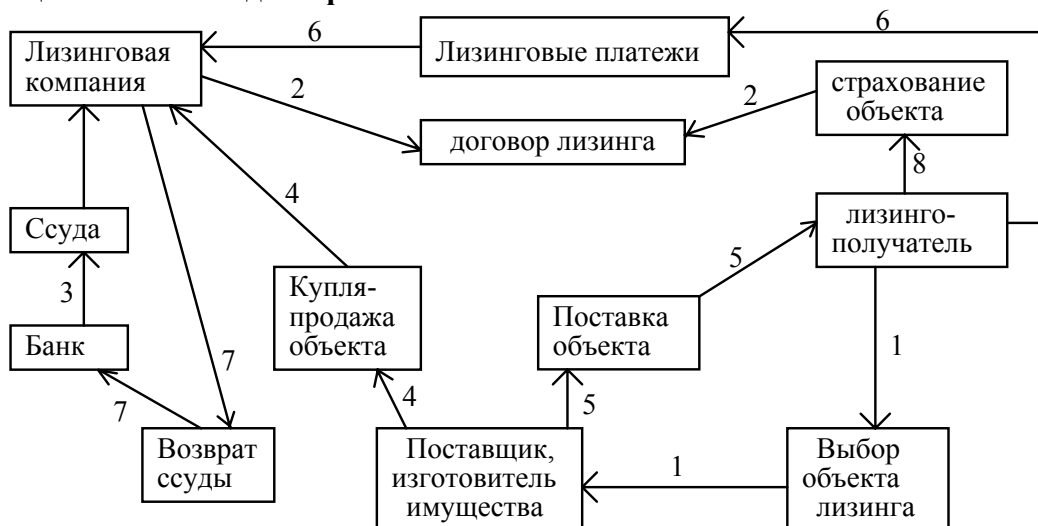 6
6
Лизинговая
компания
Лизинговые платежи
страхование
объекта
2
2
договор лизинга
8
4
лизинго-
получатель
Ссуда
5
3
Купля-
продажа
объекта
Поставка
объекта
Банк
7
1
4
5
7
Возврат
ссуды
Поставщик,
изготовитель
имущества
1
Выбор
объекта
лизинга